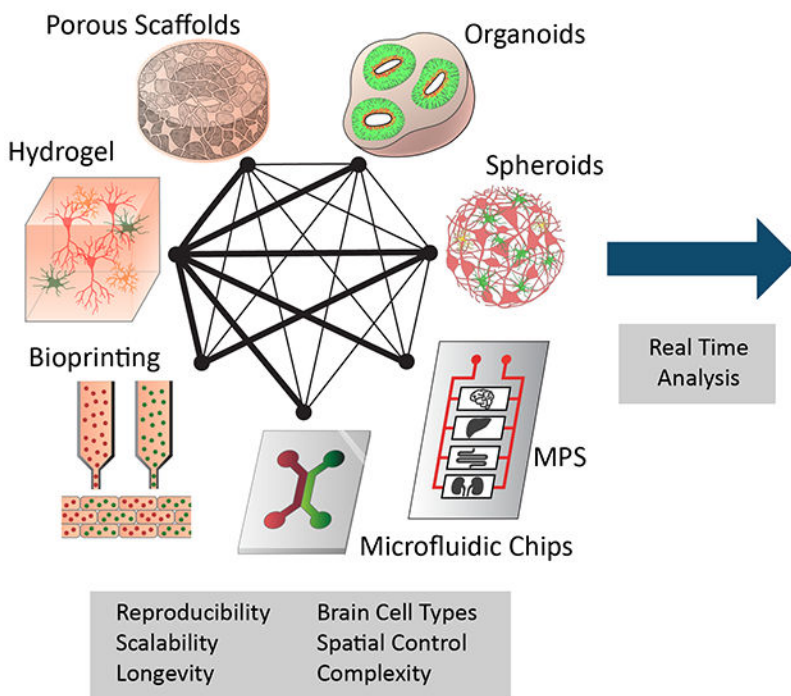 Porous Scaffolds
Organoids
Hydrogel
Spheroids
Bioprinting
Real Time
Analysis
MPS
Microfluidic Chips
Reproducibility
Brain Cell Types
Scalability
Spatial Control
Longevity
Complexity